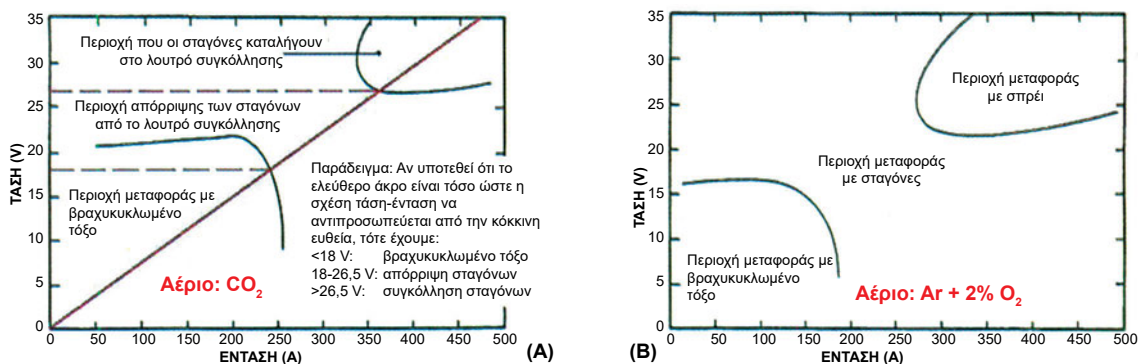 35
30
25
20
15
10
5
0
ΤΑΣΗ (V)
Περιοχή που οι σταγόνες καταλήγουν
στο λουτρό συγκόλλησης
Περιοχή απόρριψης των σταγόνων
από το λουτρό συγκόλλησης
Περιοχή μεταφοράς με
βραχυκυκλωμένο
τόξο
Παράδειγμα: Αν υποτεθεί ότι το
ελεύθερο άκρο είναι τόσο ώστε η
σχέση τάση-ένταση να
αντιπροσωπεύεται από την κόκκινη
ευθεία, τότε έχουμε:
<18 V: βραχυκυκλωμένο τόξο
18-26,5 V: απόρριψη σταγόνων
>26,5 V: συγκόλληση σταγόνων
Αέριο: CO2
0 50 100 150 200 250 300 350 400 450 500
ΕΝΤΑΣΗ (Α)
(Α)
35
30
25
20
15
10
5
0
ΤΑΣΗ (V)
Περιοχή μεταφοράς
με σπρέι
Περιοχή μεταφοράς
με σταγόνες
Περιοχή μεταφοράς με
βραχυκυκλωμένο
τόξο
Αέριο: Ar + 2% O2
0 50 100 150 200 250 300 350 400 450 500
ΕΝΤΑΣΗ (Α)
(Β)